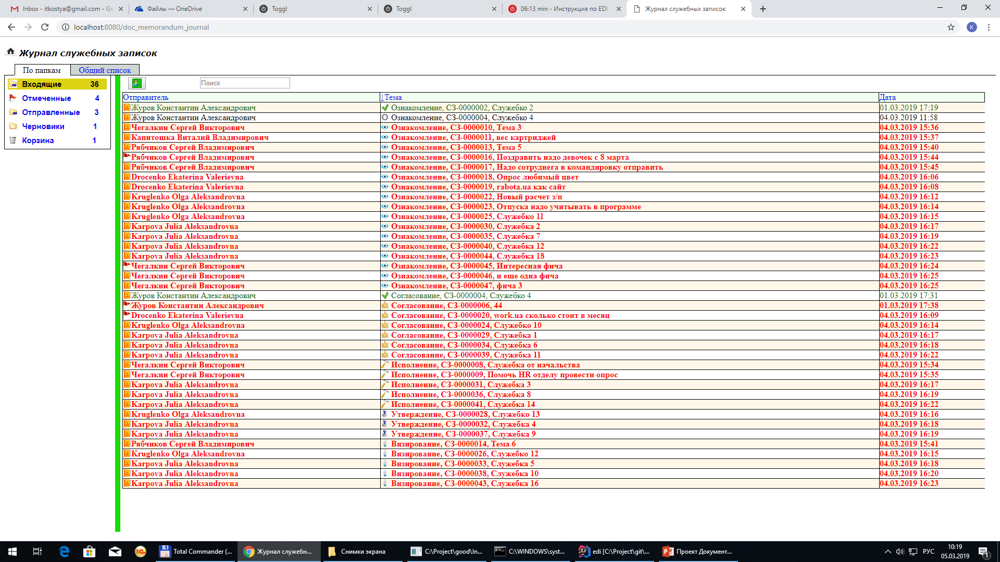 Inbox - itkostya@gmail.com - Gm
Файлы — OneDrive
Toggl
Toggl
06:13 min - Инструкция по EDI -
Журнал служебных записок
localhost:8080/doc_memorandum_journal
K
Журнал служебных записок
По папкам
Общий список
Входящие 36
Отмеченные 4
Отправленные 3
Черновики 1
Корзина 1
Поиск
Отправитель ↓Тема Дата
Журов Константин Александрович Ознакомление, СЗ-0000002, Служебко 2 01.03.2019 17:19
Журов Константин Александрович Ознакомление, СЗ-0000004, Служебко 4 04.03.2019 11:58
Чегалкин Сергей Викторович Ознакомление, СЗ-0000010, Тема 3 04.03.2019 15:36
Капитошка Виталий Владимирович Ознакомление, СЗ-0000011, вес картриджей 04.03.2019 15:37
Рябчиков Сергей Владимирович Ознакомление, СЗ-0000013, Тема 5 04.03.2019 15:40
Рябчиков Сергей Владимирович Ознакомление, СЗ-0000016, Поздравить надо девочек с 8 марта 04.03.2019 15:44
Рябчиков Сергей Владимирович Ознакомление, СЗ-0000017, Надо сотруднега в командировку отправить 04.03.2019 15:45
Drocenko Ekaterina Valerievna Ознакомление, СЗ-0000018, Опрос любимый цвет 04.03.2019 16:06
Drocenko Ekaterina Valerievna Ознакомление, СЗ-0000019, rabota.ua как сайт 04.03.2019 16:08
Kruglenko Olga Aleksandrovna Ознакомление, СЗ-0000022, Новый расчет з/п 04.03.2019 16:12
Kruglenko Olga Aleksandrovna Ознакомление, СЗ-0000023, Отпуска надо учитывать в программе 04.03.2019 16:14
Kruglenko Olga Aleksandrovna Ознакомление, СЗ-0000025, Служебко 11 04.03.2019 16:15
Karpova Julia Aleksandrovna Ознакомление, СЗ-0000030, Служебка 2 04.03.2019 16:17
Karpova Julia Aleksandrovna Ознакомление, СЗ-0000035, Служебка 7 04.03.2019 16:19
Karpova Julia Aleksandrovna Ознакомление, СЗ-0000040, Служебка 12 04.03.2019 16:22
Karpova Julia Aleksandrovna Ознакомление, СЗ-0000044, Служебка 18 04.03.2019 16:23
Чегалкин Сергей Викторович Ознакомление, СЗ-0000045, Интересная фича 04.03.2019 16:24
Чегалкин Сергей Викторович Ознакомление, СЗ-0000046, и еще одна фича 04.03.2019 16:25
Чегалкин Сергей Викторович Ознакомление, СЗ-0000047, фича 3 04.03.2019 16:25
Журов Константин Александрович Согласование, СЗ-0000004, Служебко 4 01.03.2019 17:31
Журов Константин Александрович Согласование, СЗ-0000006, 44 01.03.2019 17:38
Drocenko Ekaterina Valerievna Согласование, СЗ-0000020, work.ua сколько стоит в месяц 04.03.2019 16:09
Kruglenko Olga Aleksandrovna Согласование, СЗ-0000024, Служебко 10 04.03.2019 16:14
Karpova Julia Aleksandrovna Согласование, СЗ-0000029, Служебка 1 04.03.2019 16:17
Karpova Julia Aleksandrovna Согласование, СЗ-0000034, Служебка 6 04.03.2019 16:18
Karpova Julia Aleksandrovna Согласование, СЗ-0000039, Служебка 11 04.03.2019 16:22
Чегалкин Сергей Викторович Исполнение, СЗ-0000008, Служебка от начальства 04.03.2019 15:34
Чегалкин Сергей Викторович Исполнение, СЗ-0000009, Помочь HR отделу провести опрос 04.03.2019 15:35
Karpova Julia Aleksandrovna Исполнение, СЗ-0000031, Служебка 3 04.03.2019 16:17
Karpova Julia Aleksandrovna Исполнение, СЗ-0000036, Служебка 8 04.03.2019 16:19
Karpova Julia Aleksandrovna Исполнение, СЗ-0000041, Служебка 14 04.03.2019 16:22
Kruglenko Olga Aleksandrovna Утверждение, СЗ-0000028, Служебко 13 04.03.2019 16:16
Karpova Julia Aleksandrovna Утверждение, СЗ-0000032, Служебка 4 04.03.2019 16:18
Karpova Julia Aleksandrovna Утверждение, СЗ-0000037, Служебка 9 04.03.2019 16:19
Рябчиков Сергей Владимирович Визирование, СЗ-0000014, Тема 6 04.03.2019 15:41
Kruglenko Olga Aleksandrovna Визирование, СЗ-0000026, Служебко 12 04.03.2019 16:15
Karpova Julia Aleksandrovna Визирование, СЗ-0000033, Служебка 5 04.03.2019 16:18
Karpova Julia Aleksandrovna Визирование, СЗ-0000038, Служебка 10 04.03.2019 16:20
Karpova Julia Aleksandrovna Визирование, СЗ-0000043, Служебка 16 04.03.2019 16:23
Total Commander (...
Журнал служебн...
Снимки экрана
C:\Project\good\In...
C:\WINDOWS\syst...
edi [C:\Project\git\...
Проект Документ...
РУС
10:19
05.03.2019
1